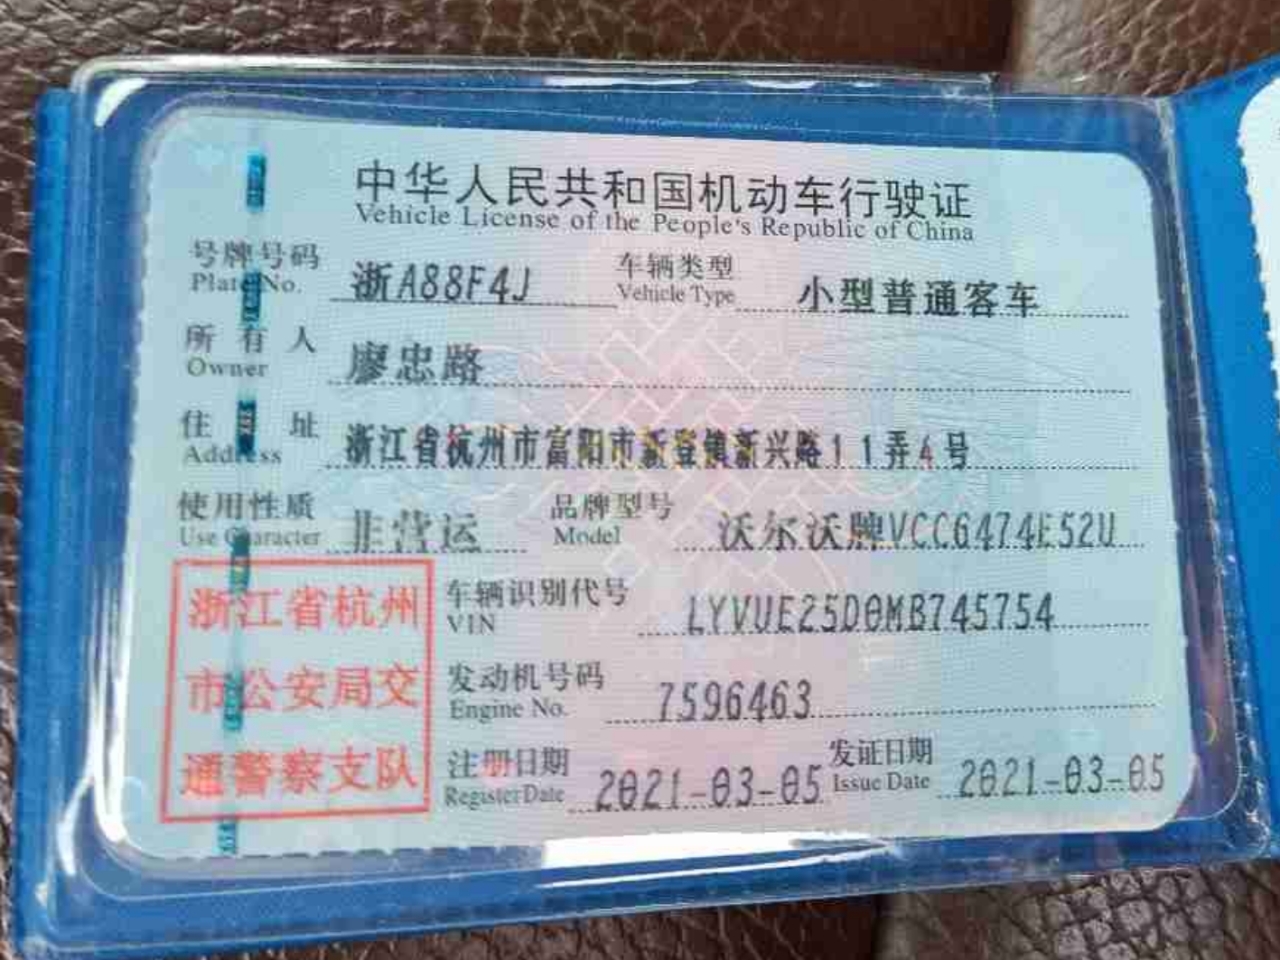 中华人民共和国机动车行驶证
Vehicle License of the People's Republic of China
号牌号码 浙A88F4J 车辆类型 小型普通客车
Plate No. Vehicle Type
所有人 廖忠路
Owner
住址 浙江省杭州市富阳市新登镇新兴路11弄4号
Address
使用性质 非营运 品牌型号 沃尔沃牌VCC6474E52U
Use Character Model
浙江省杭州
市公安局交
通警察支队
车辆识别代号 LYVUE25D0MB745754
VIN
发动机号码 7596463
Engine No.
注册日期 2021-03-05 发证日期 2021-03-05
Register Date Issue Date